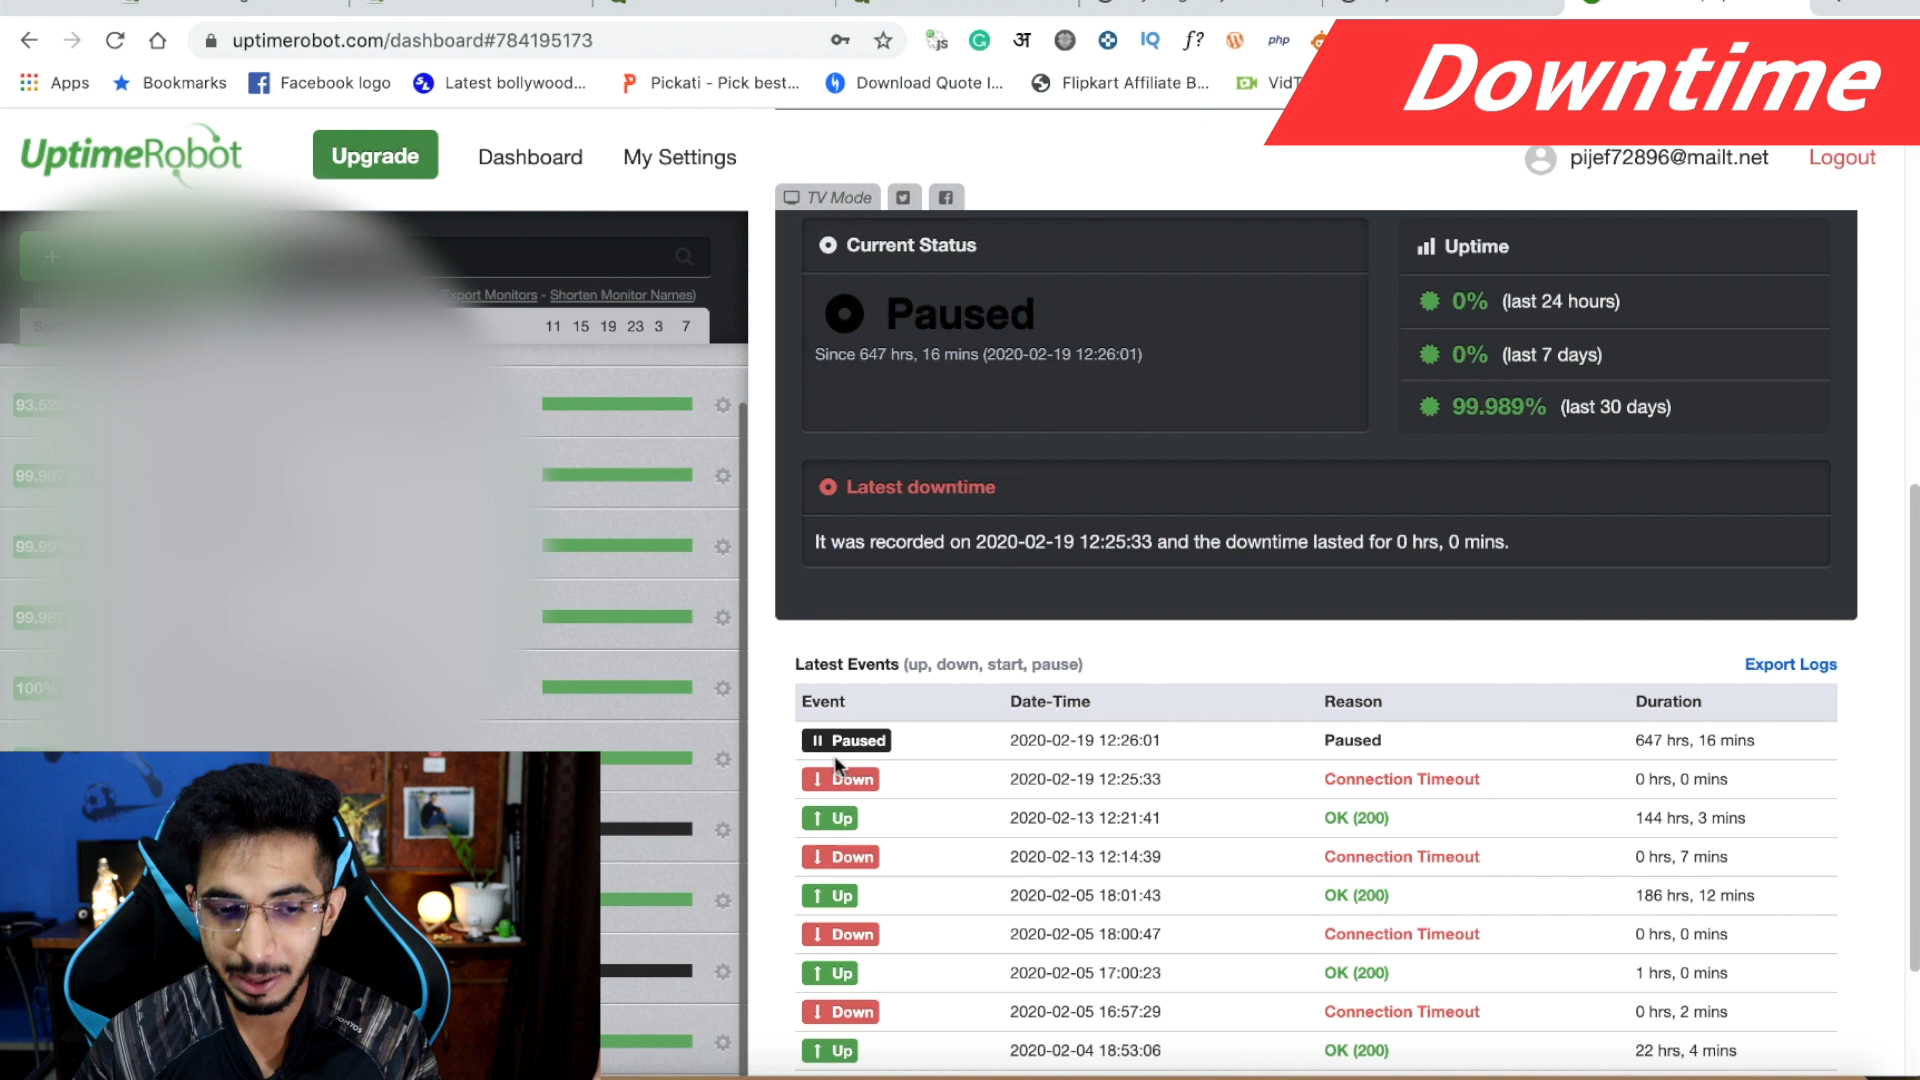 uptimerobot.com/dashboard#784195173
JS
अ
IQ
f?
php
Apps
Bookmarks
Facebook logo
Latest bollywood...
Pickati - Pick best...
Download Quote I...
Flipkart Affiliate B...
VidT
Downtime
UptimeRobot
Upgrade
Dashboard
My Settings
pijef72896@mailt.net
Logout
TV Mode
Export Monitors - Shorten Monitor Names)
11 15 19 23 3 7
100%
Current Status
Paused
Since 647 hrs, 16 mins (2020-02-19 12:26:01)
Uptime
0% (last 24 hours)
0% (last 7 days)
99.989% (last 30 days)
Latest downtime
It was recorded on 2020-02-19 12:25:33 and the downtime lasted for 0 hrs, 0 mins.
Latest Events (up, down, start, pause)
Export Logs
Event Date-Time Reason Duration
Paused 2020-02-19 12:26:01 Paused 647 hrs, 16 mins
Down 2020-02-19 12:25:33 Connection Timeout 0 hrs, 0 mins
Up 2020-02-13 12:21:41 OK (200) 144 hrs, 3 mins
Down 2020-02-13 12:14:39 Connection Timeout 0 hrs, 7 mins
Up 2020-02-05 18:01:43 OK (200) 186 hrs, 12 mins
Down 2020-02-05 18:00:47 Connection Timeout 0 hrs, 0 mins
Up 2020-02-05 17:00:23 OK (200) 1 hrs, 0 mins
Down 2020-02-05 16:57:29 Connection Timeout 0 hrs, 2 mins
Up 2020-02-04 18:53:06 OK (200) 22 hrs, 4 mins